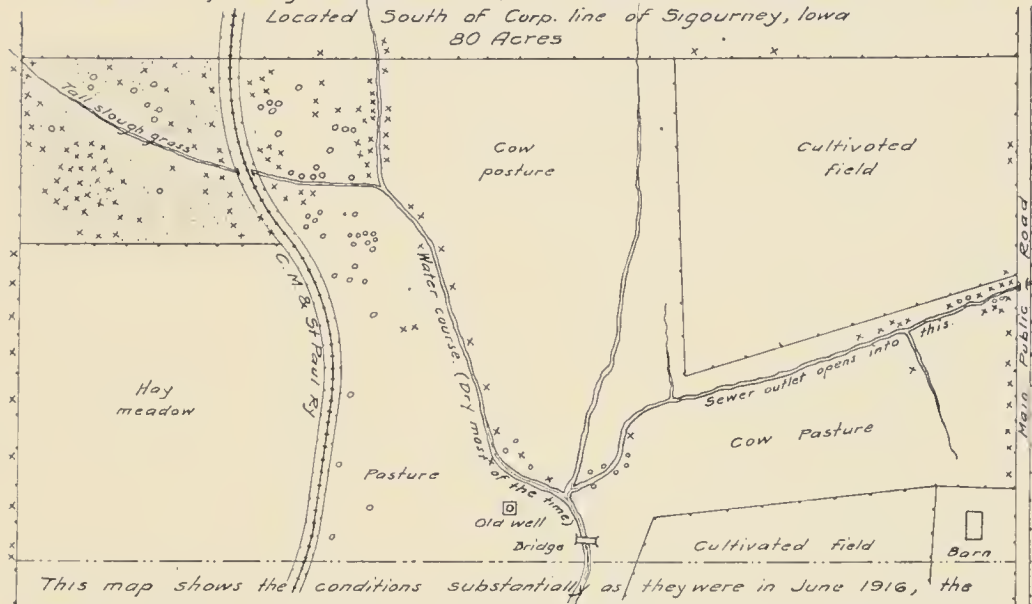 Located South of Corp. line of Sigourney, Iowa
80 Acres
Tall slough grass
Cow
pasture
Cultivated
field
Main Public Road
C. M. & St Paul Ry
Water course. (Dry most of the time)
Hay
meadow
Sewer outlet opens into this.
Cow Pasture
Pasture
Old well
Bridge
Cultivated field
Barn
This map shows the conditions substantially as they were in June 1916, the